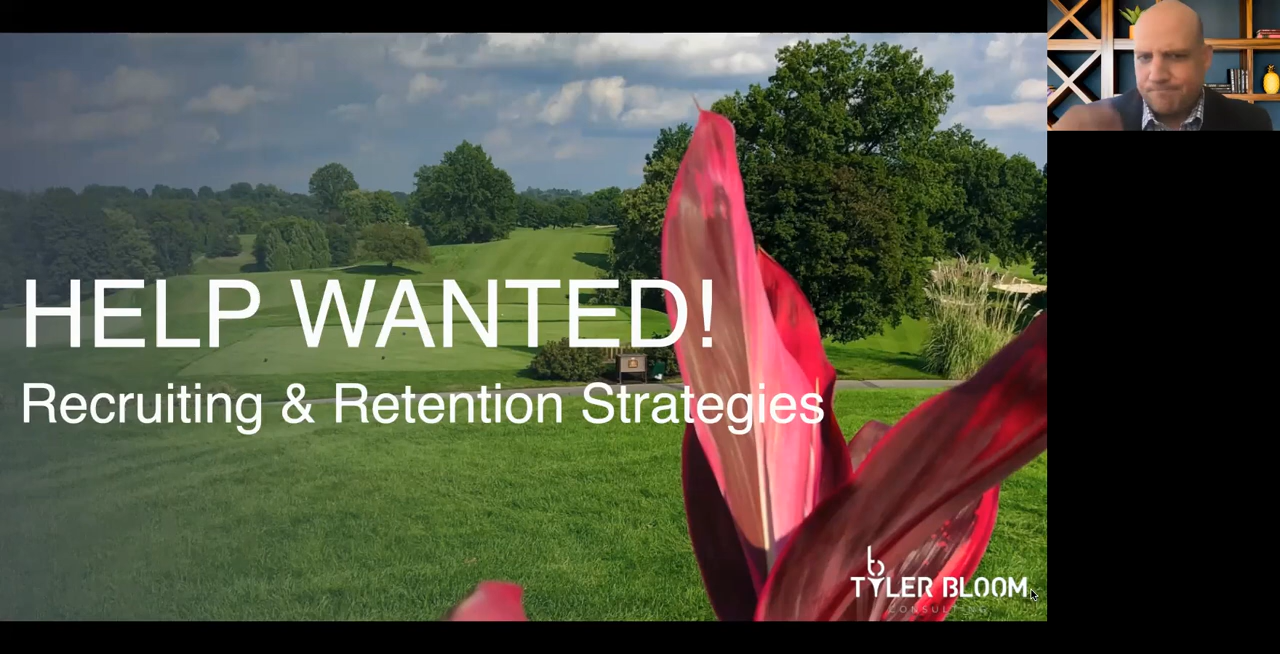 HELP WANTED!
Recruiting & Retention Strategies
TYLER BLOOM
CONSULTING